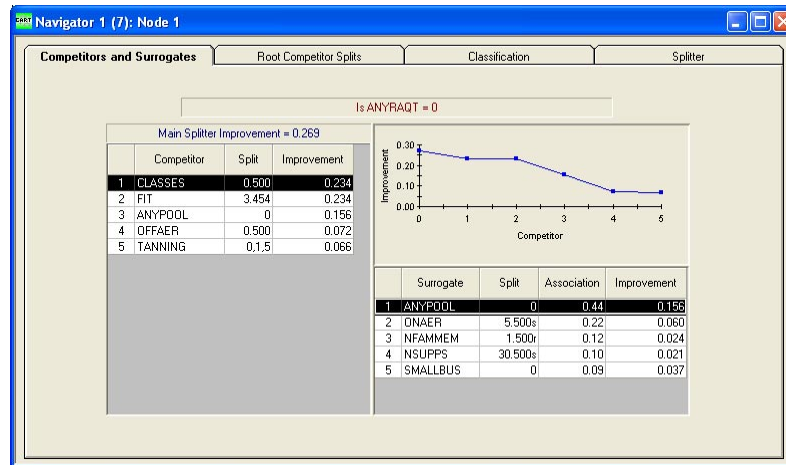 CART Navigator 1 (7): Node 1
Competitors and Surrogates Root Competitor Splits Classification Splitter
Is ANYRAQT = 0
Main Splitter Improvement = 0.269
Competitor Split Improvement
1 CLASSES 0.500 0.234
2 FIT 3.454 0.234
3 ANYPOOL 0 0.156
4 OFFAER 0.500 0.072
5 TANNING 0,1,5 0.066
Improvement
0.30
0.20
0.10
0.00
0 1 2 3 4 5
Competitor
Surrogate Split Association Improvement
1 ANYPOOL 0 0.44 0.156
2 ONAER 5.500s 0.22 0.060
3 NFAMMEM 1.500r 0.12 0.024
4 NSUPPS 30.500s 0.10 0.021
5 SMALLBUS 0 0.09 0.037